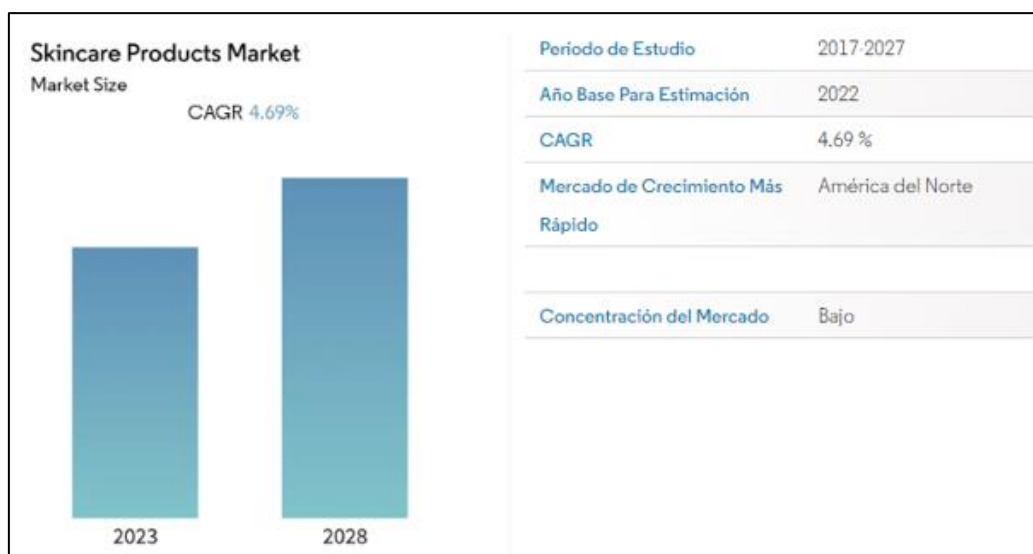 Skincare Products Market
Market Size
CAGR 4.69%
2023
2028
Período de Estudio 2017-2027
Año Base Para Estimación 2022
CAGR 4.69 %
Mercado de Crecimiento Más América del Norte
Rápido
Concentración del Mercado Bajo